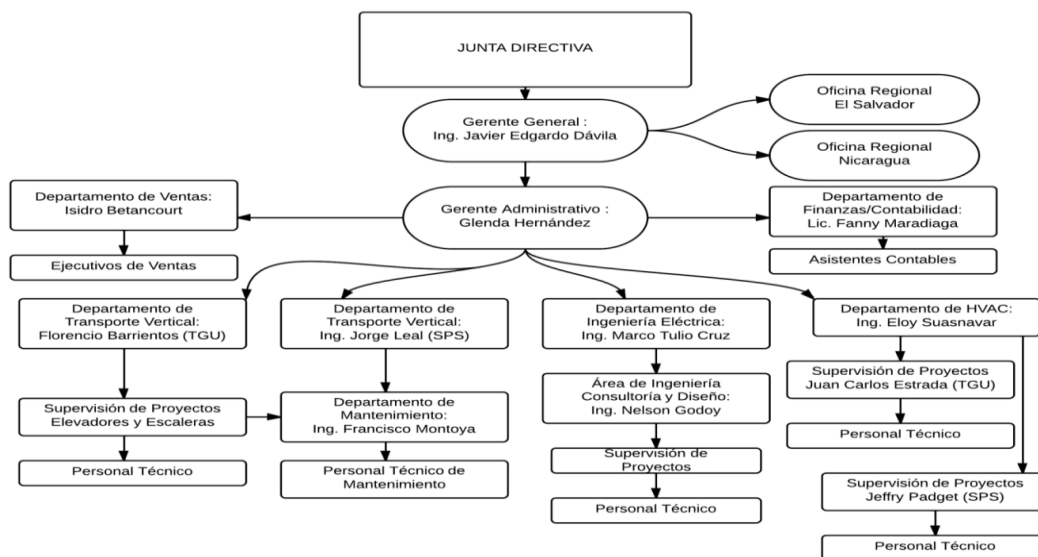 JUNTA DIRECTIVA
Gerente General :
Ing. Javier Edgardo Dávila
Oficina Regional
El Salvador
Oficina Regional
Nicaragua
Departamento de Ventas:
Isidro Betancourt
Gerente Administrativo :
Glenda Hernández
Departamento de
Finanzas/Contabilidad:
Lic. Fanny Maradiaga
Ejecutivos de Ventas
Asistentes Contables
Departamento de
Transporte Vertical:
Florencio Barrientos (TGU)
Departamento de
Transporte Vertical:
Ing. Jorge Leal (SPS)
Departamento de
Ingeniería Eléctrica:
Ing. Marco Tulio Cruz
Departamento de HVAC:
Ing. Eloy Suasnavar
Supervisión de Proyectos
Elevadores y Escaleras
Departamento de
Mantenimiento:
Ing. Francisco Montoya
Área de Ingeniería
Consultoría y Diseño:
Ing. Nelson Godoy
Supervisión de Proyectos
Juan Carlos Estrada (TGU)
Personal Técnico
Personal Técnico de
Mantenimiento
Supervisión de
Proyectos
Personal Técnico
Personal Técnico
Supervisión de Proyectos
Jeffry Padget (SPS)
Personal Técnico